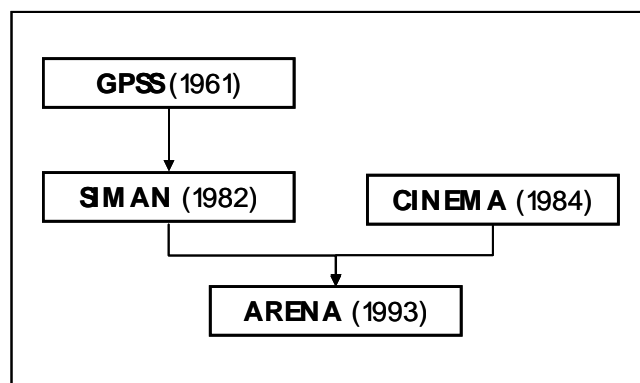 GPSS (1961)
SIMAN (1982)
CINEMA (1984)
ARENA (1993)